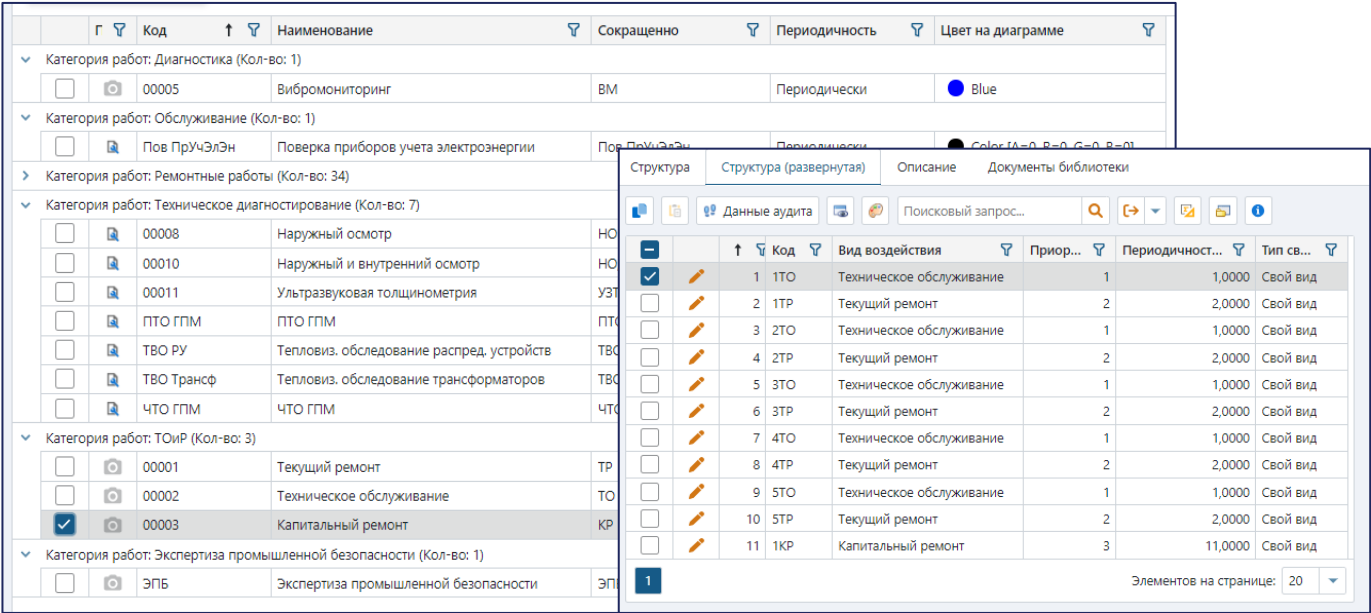 Г Код Наименование Сокращенно Периодичность Цвет на диаграмме
Категория работ: Диагностика (Кол-во: 1)
00005 Вибромониторинг ВМ Периодически Blue
Категория работ: Обслуживание (Кол-во: 1)
Пов ПрУчЭлЭн Поверка приборов учета электроэнергии Пов ПрУчЭлЭн Периодически Color [A=0, R=0, G=0, B=0]
Категория работ: Ремонтные работы (Кол-во: 34)
Категория работ: Техническое диагностирование (Кол-во: 7)
00008 Наружный осмотр НО
00010 Наружный и внутренний осмотр
00011 Ультразвуковая толщинометрия УЗТ
ПТО ГПМ ПТО ГПМ
ТВО РУ Тепловиз. обследование распред. устройств
ТВО Трансф Тепловиз. обследование трансформаторов
ЧТО ГПМ ЧТО ГПМ
Категория работ: ТОиР (Кол-во: 3)
00001 Текущий ремонт ТР
00002 Техническое обслуживание ТО
00003 Капитальный ремонт КР
Категория работ: Экспертиза промышленной безопасности (Кол-во: 1)
ЭПБ Экспертиза промышленной безопасности
Структура Структура (развернутая) Описание Документы библиотеки
Данные аудита Поисковый запрос...
Код Вид воздействия Приор... Периодичност... Тип св...
1 1ТО Техническое обслуживание 1 1,0000 Свой вид
2 1ТР Текущий ремонт 2 2,0000 Свой вид
3 2ТО Техническое обслуживание 1 1,0000 Свой вид
4 2ТР Текущий ремонт 2 2,0000 Свой вид
5 3ТО Техническое обслуживание 1 1,0000 Свой вид
6 3ТР Текущий ремонт 2 2,0000 Свой вид
7 4ТО Техническое обслуживание 1 1,0000 Свой вид
8 4ТР Текущий ремонт 2 2,0000 Свой вид
9 5ТО Техническое обслуживание 1 1,0000 Свой вид
10 5ТР Текущий ремонт 2 2,0000 Свой вид
11 1КР Капитальный ремонт 3 11,0000 Свой вид
1 Элементов на странице: 20